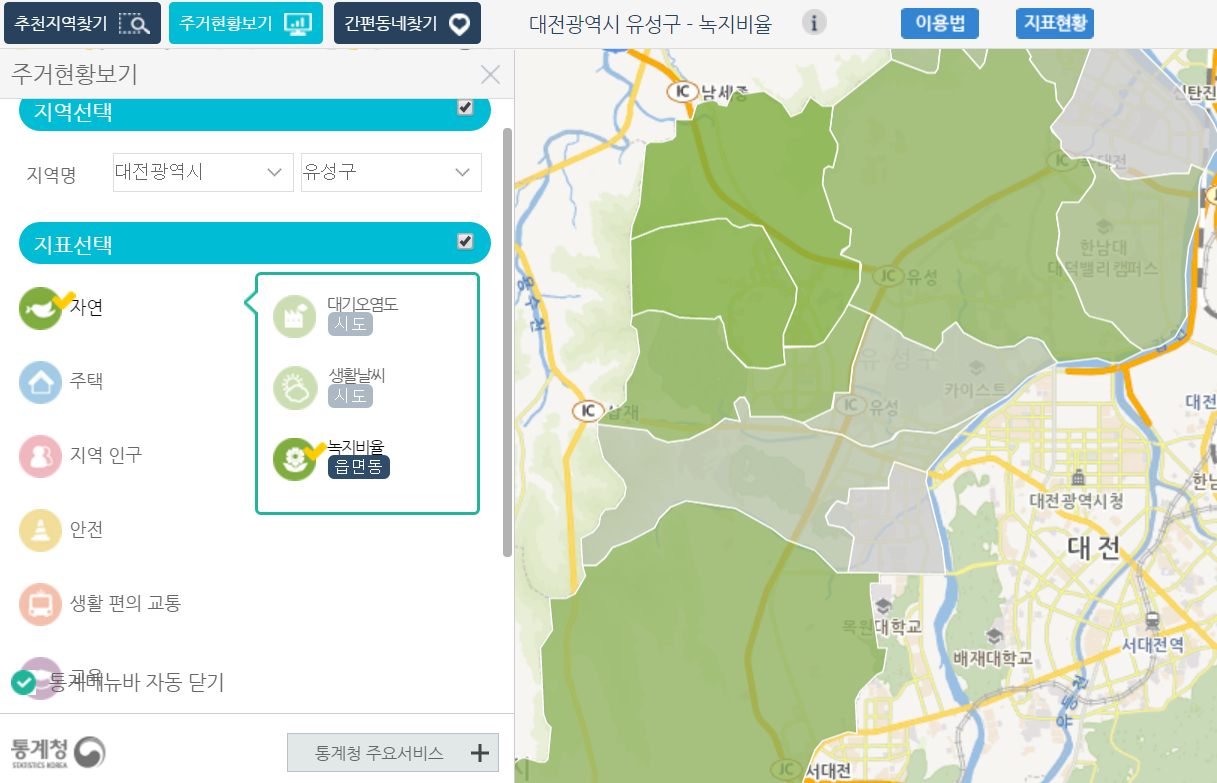 추천지역찾기
주거현황보기
간편동네찾기
대전광역시 유성구 - 녹지비율
i
이용법
지표현황
주거현황보기
지역선택
지역명
대전광역시
유성구
지표선택
자연
주택
지역 인구
안전
생활 편의 교통
교육
대기오염도
시도
생활날씨
시도
녹지비율
읍면동
통계메뉴바 자동 닫기
통계청
STATISTICS KOREA
통계청 주요서비스
IC 남세종
신탄진
IC 북대전
한남대
대덕밸리캠퍼스
JC 유성
용수천
유성구
카이스트
IC 유성
IC 삽재
대전
한남
대전광역시청
대전
목원대학교
배재대학교
서대전역
JC 서대전